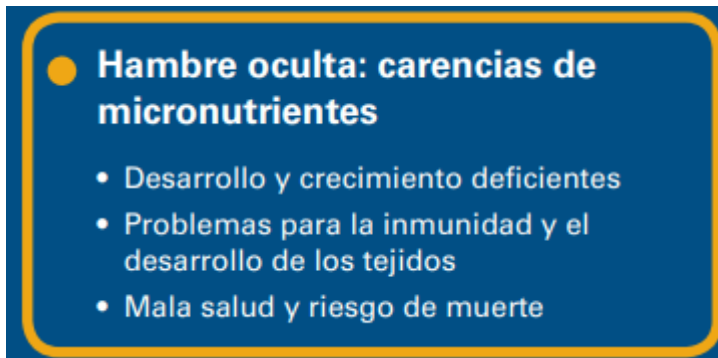 Hambre oculta: carencias de
micronutrientes
• Desarrollo y crecimiento deficientes
• Problemas para la inmunidad y el
desarrollo de los tejidos
• Mala salud y riesgo de muerte